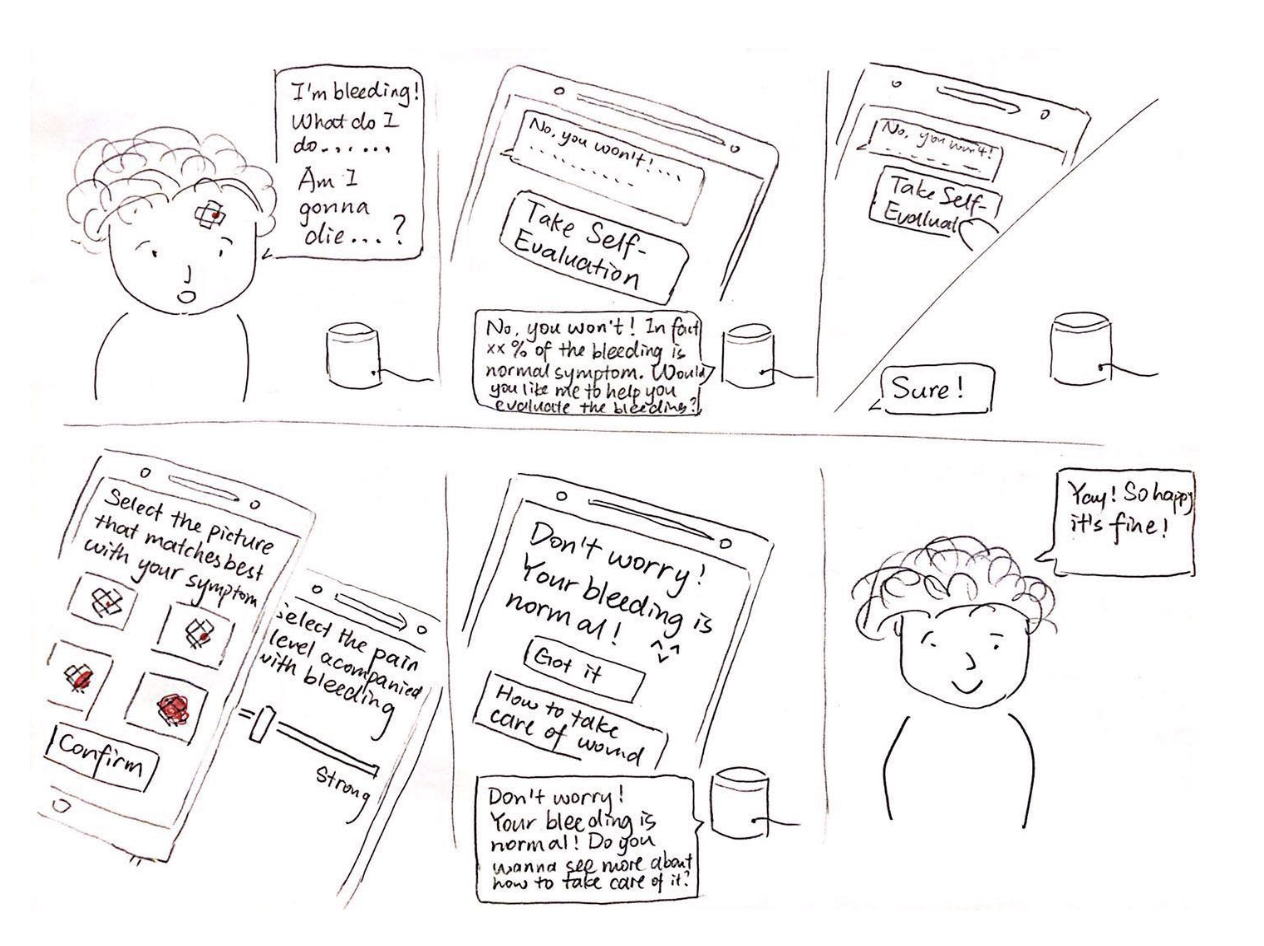 I'm bleeding!
What do I
do......
Am I
gonna
die...?
No, you won't!....
Take Self-
Evaluation
No, you won't! In fact
xx% of the bleeding is
normal symptom. Would
you like me to help you
evaluate the bleeding?
No, you won't!
Take Self-
Evaluat
Sure!
Select the picture
that matches best
with your symptom
Confirm
Select the pain
level acompanied
with bleeding
Strong
Don't worry!
Your bleeding is
normal!
Got it
How to take
care of wound
Don't worry!
Your bleeding is
normal! Do you
wanna see more about
how to take care of it?
Yay! So happy
it's fine!